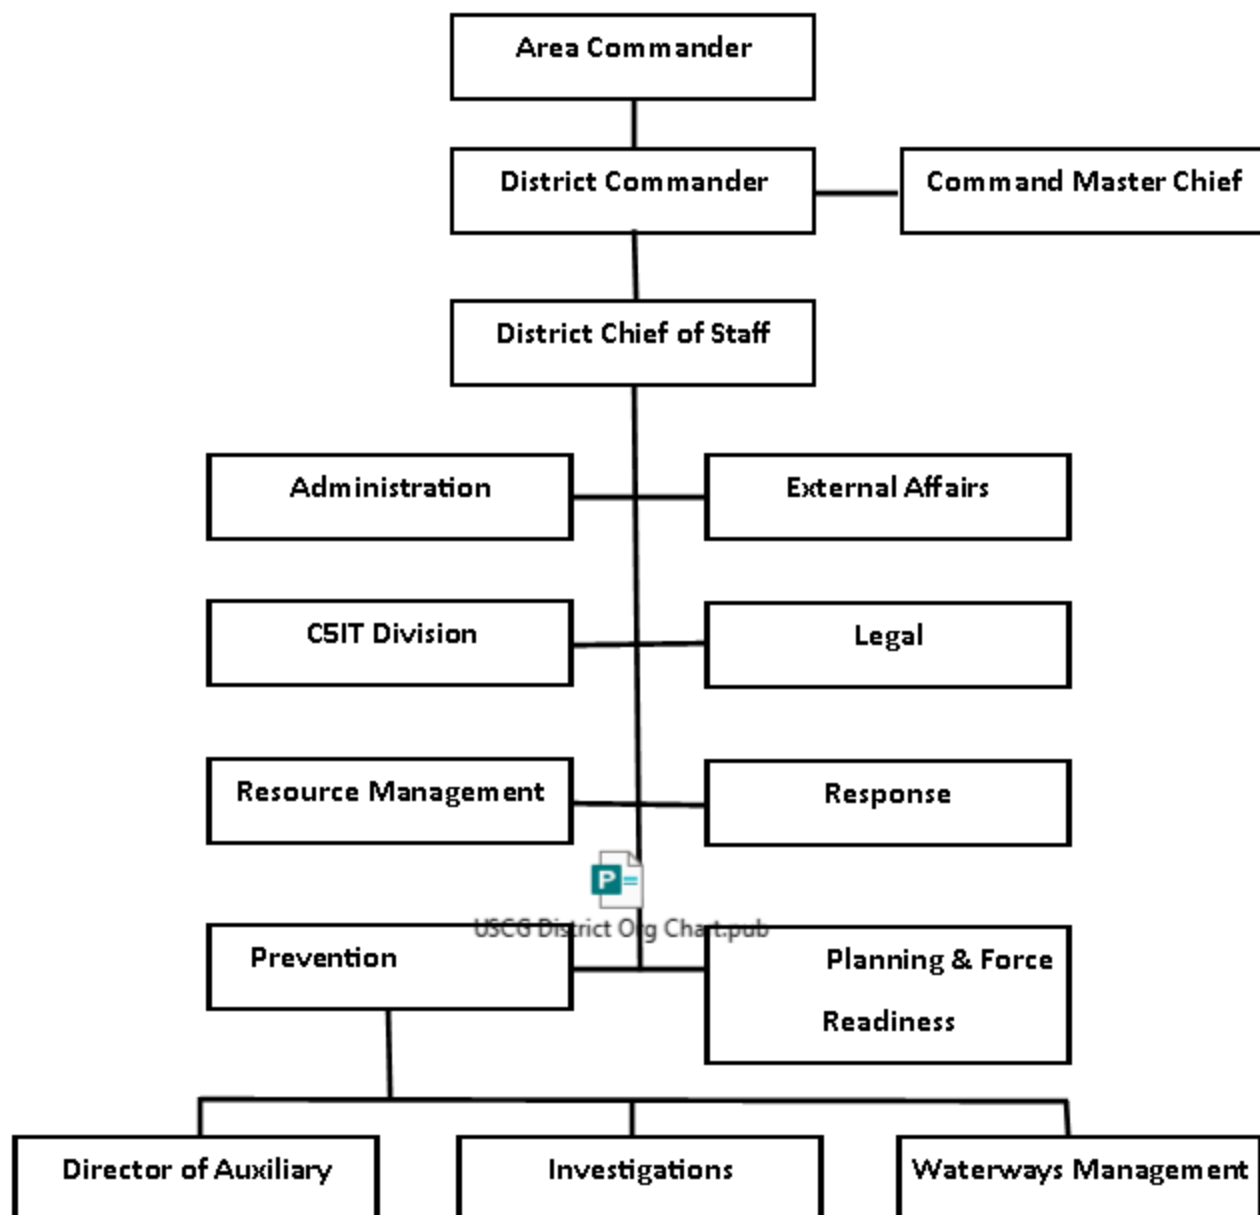 Area Commander
District Commander
Command Master Chief
District Chief of Staff
Administration
External Affairs
C5IT Division
Legal
Resource Management
Response
P
USCG District Org Chart.pub
Prevention
Planning & Force
Readiness
Director of Auxiliary
Investigations
Waterways Management